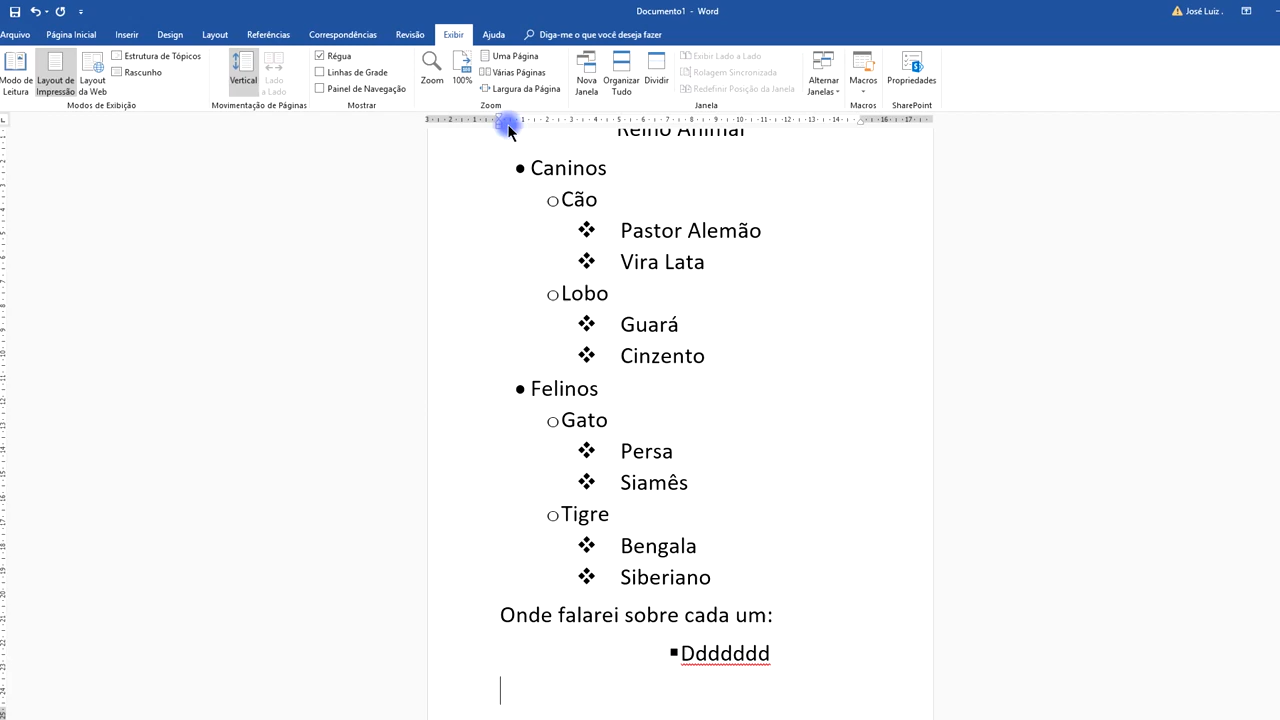 Documento1 - Word
José Luiz .
Arquivo Página Inicial Inserir Design Layout Referências Correspondências Revisão Exibir Ajuda Diga-me o que você deseja fazer
Modo de Leitura
Layout de Impressão
Layout da Web
Estrutura de Tópicos
Rascunho
Modos de Exibição
Vertical
Lado a Lado
Movimentação de Páginas
Régua
Linhas de Grade
Painel de Navegação
Mostrar
Zoom
100%
Uma Página
Várias Páginas
Largura da Página
Zoom
Nova Janela
Organizar Tudo
Dividir
Exibir Lado a Lado
Rolagem Sincronizada
Redefinir Posição da Janela
Janela
Alternar Janelas
Macros
Macros
Propriedades
SharePoint
Reino Animal
• Caninos
o Cão
❖ Pastor Alemão
❖ Vira Lata
o Lobo
❖ Guará
❖ Cinzento
• Felinos
o Gato
❖ Persa
❖ Siamês
o Tigre
❖ Bengala
❖ Siberiano
Onde falarei sobre cada um:
▪ Ddddddd